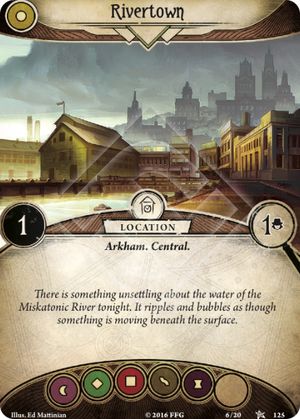 Rivertown
1
LOCATION
1
Arkham. Central.
There is something unsettling about the water of the
Miskatonic River tonight. It ripples and bubbles as though
something is moving beneath the surface.
Illus. Ed Mattinian
© 2016 FFG
6/20
125